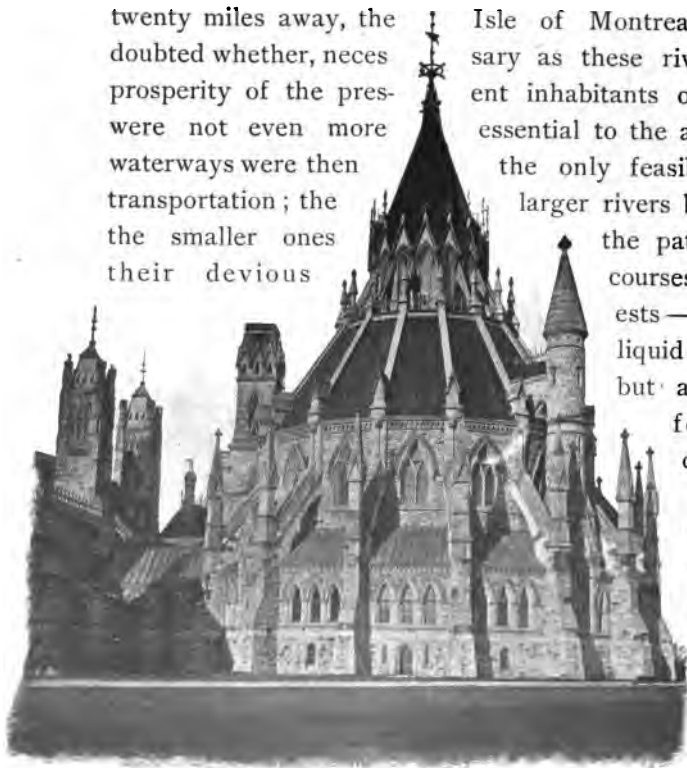 twenty miles away, the Isle of Montrea
doubted whether, neces sary as these riv
prosperity of the pres- ent inhabitants o
were not even more essential to the a
waterways were then the only feasi
transportation ; the larger rivers
the smaller ones the pat
their devious courses
ests —
liquid
but a
f